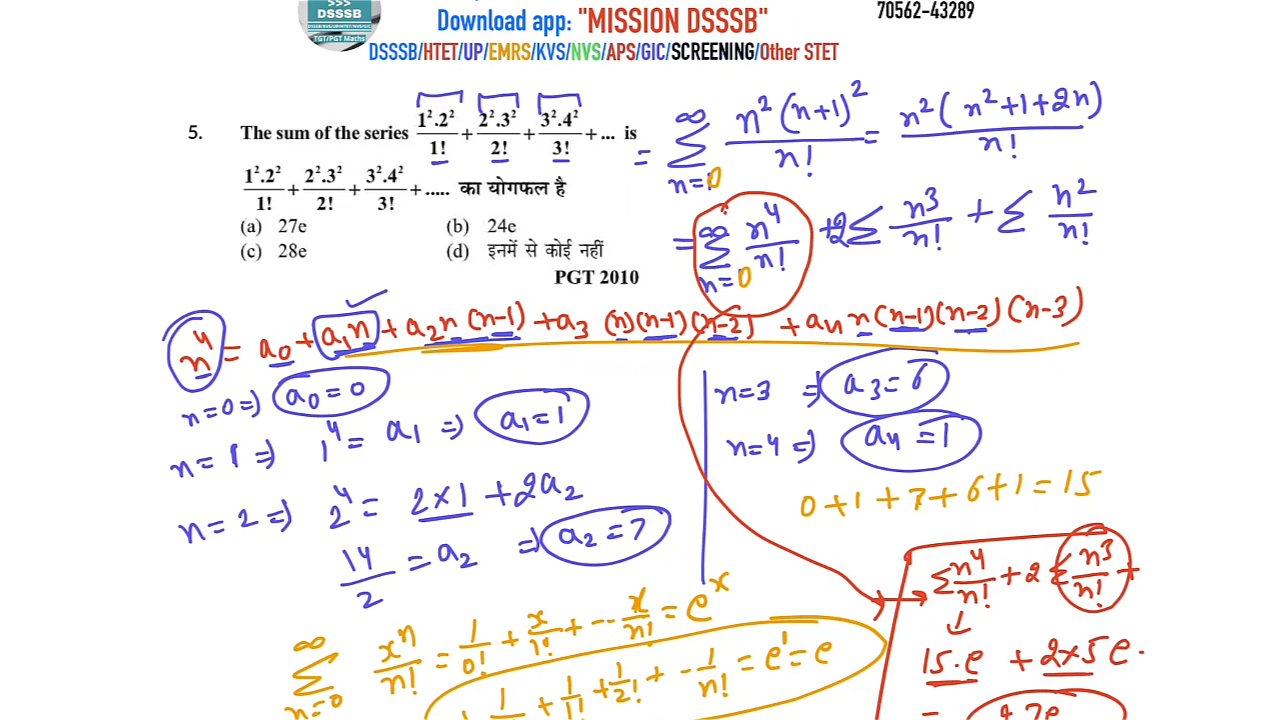 >>>
DSSSB
TGT/PGT Maths
Download app: "MISSION DSSSB"
70562-43289
DSSSB/HTET/UP/EMRS/KVS/NVS/APS/GIC/SCREENING/Other STET
5. The sum of the series 1².2²/1! + 2².3²/2! + 3².4²/3! + ... is
1².2²/1! + 2².3²/2! + 3².4²/3! + ..... का योगफल है
(a) 27e (b) 24e
(c) 28e (d) इनमें से कोई नहीं
PGT 2010
= ∞ Σ n=0 n²(n+1)²/n! = n²(n²+1+2n)/n!
= ∞ Σ n=0 n⁴/n! + 2Σ n³/n! + Σ n²/n!
n⁴ = a₀ + a₁n + a₂n(n-1) + a₃ (n)(n-1)(n-2) + a₄ n(n-1)(n-2)(n-3)
n=0 ⇒ a₀=0
n=1 ⇒ 1⁴ = a₁ ⇒ a₁=1
n=2 ⇒ 2⁴ = 2×1 + 2a₂
14/2 = a₂ ⇒ a₂=7
n=3 ⇒ a₃=6
n=4 ⇒ a₄=1
0+1+7+6+1=15
Σ n⁴/n! + 2 Σ n³/n! +
15.e + 2×5e.
∞ Σ n=0 xⁿ/n! = 1/0! + x/1! + -- x/n! = eˣ
1/1! + 1/2! + - 1/n! = e¹ = e